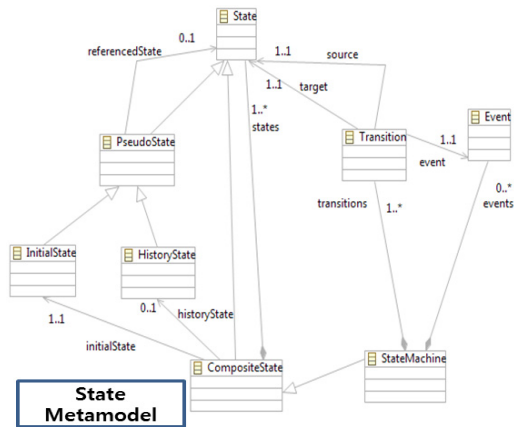 State
0..1
referencedState
1..1
source
1..1
target
1..*
states
Event
PseudoState
Transition
1..1
event
0..*
events
transitions
1..*
InitialState
HistoryState
1..1
0..1
historyState
initialState
CompositeState
StateMachine
State
Metamodel